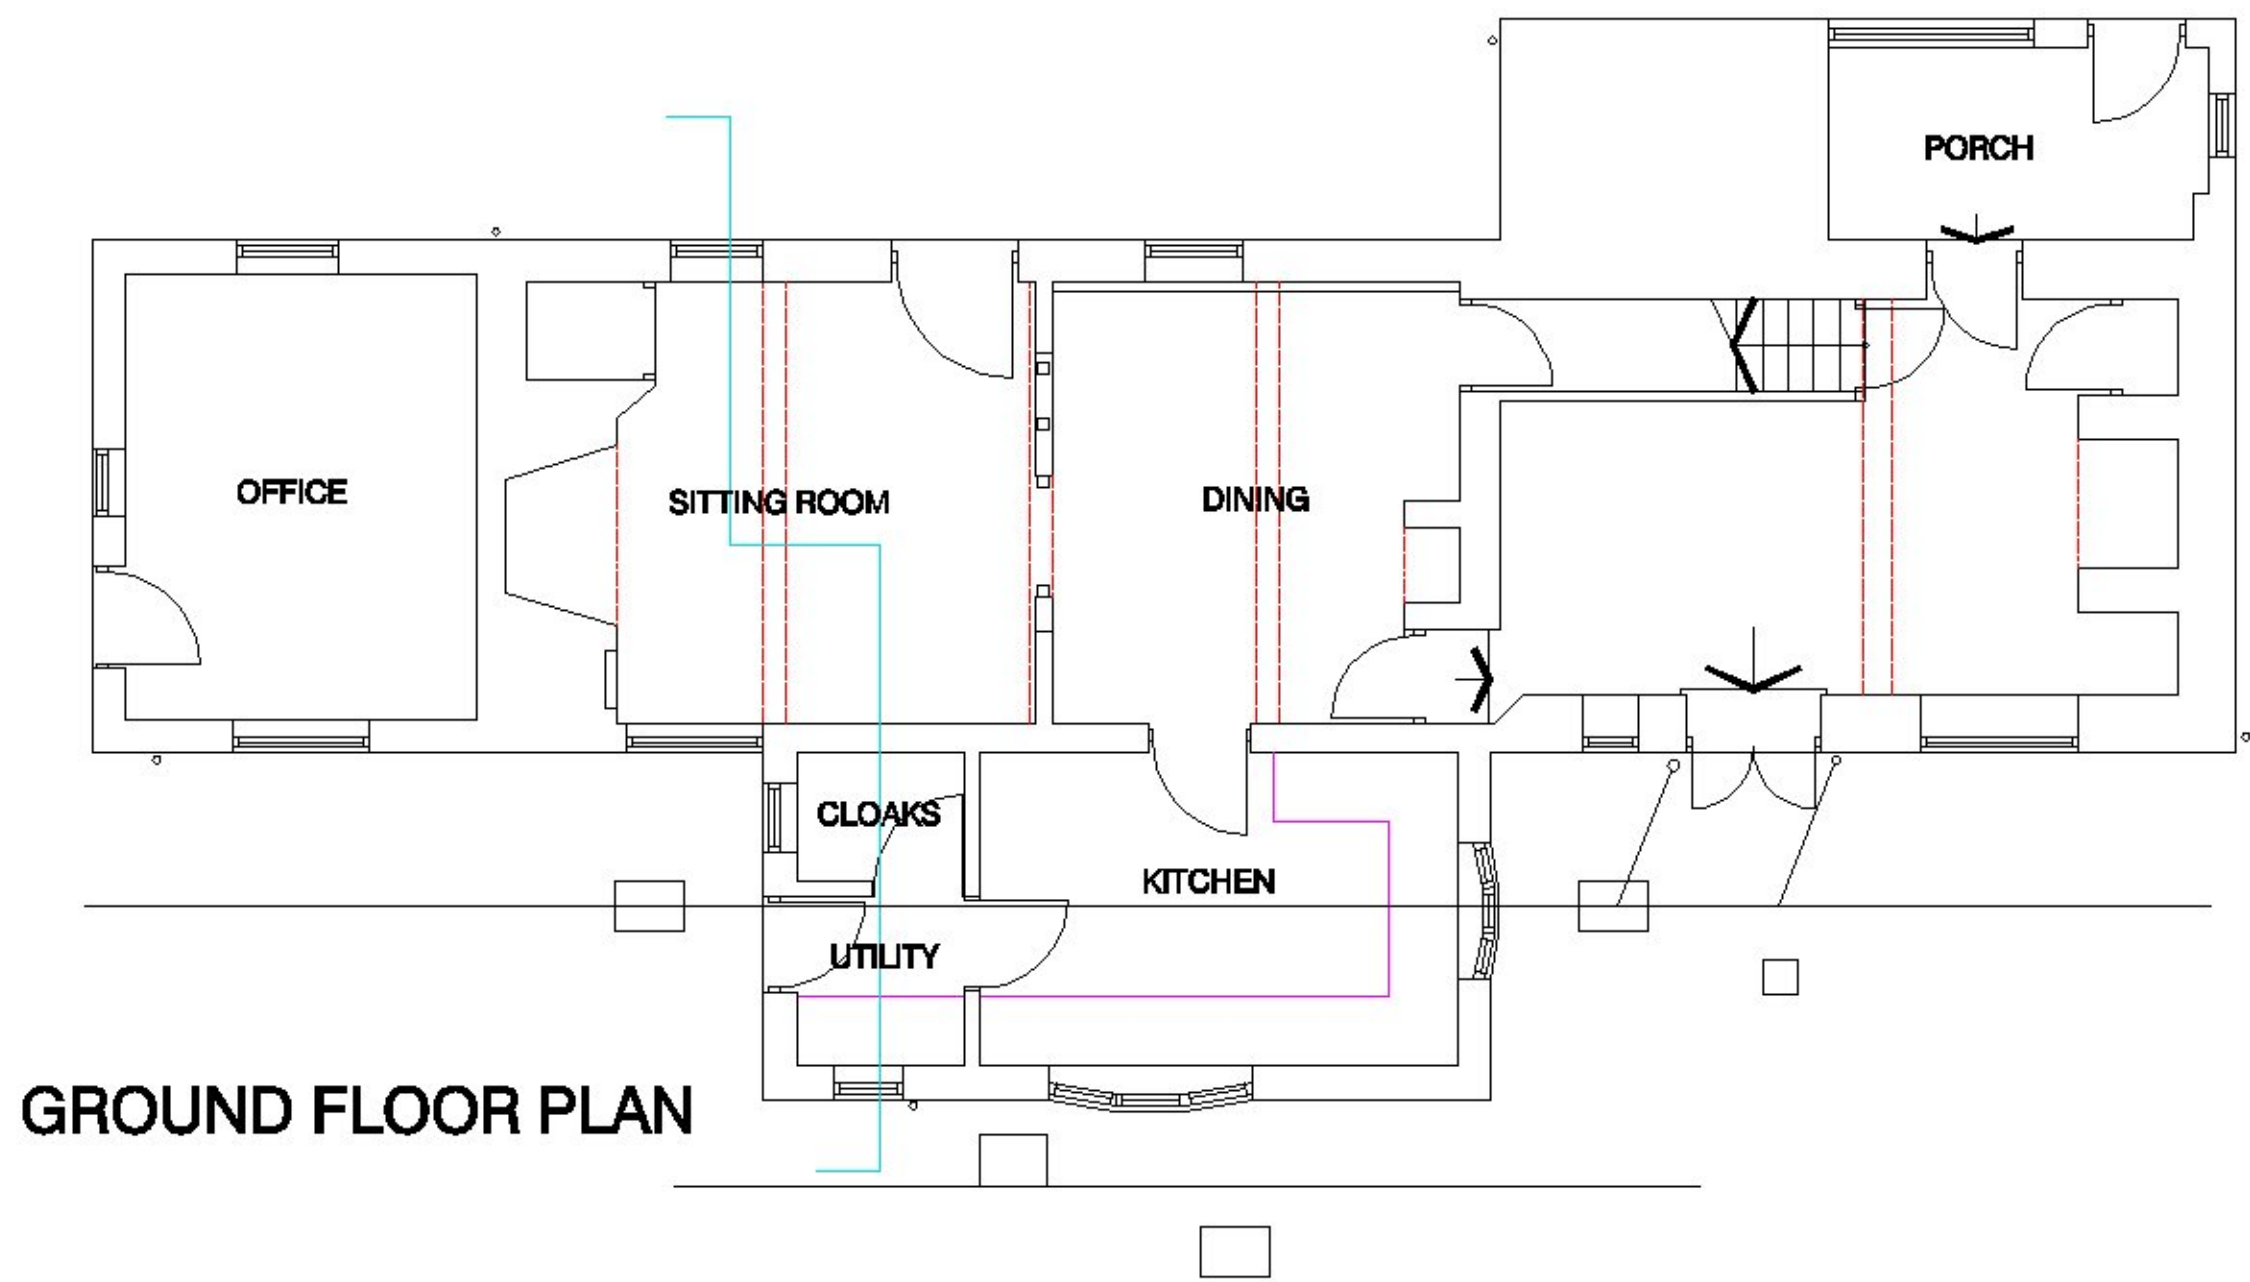 PORCH
OFFICE
SITTING ROOM
DINING
CLOAKS
KITCHEN
UTILITY
GROUND FLOOR PLAN